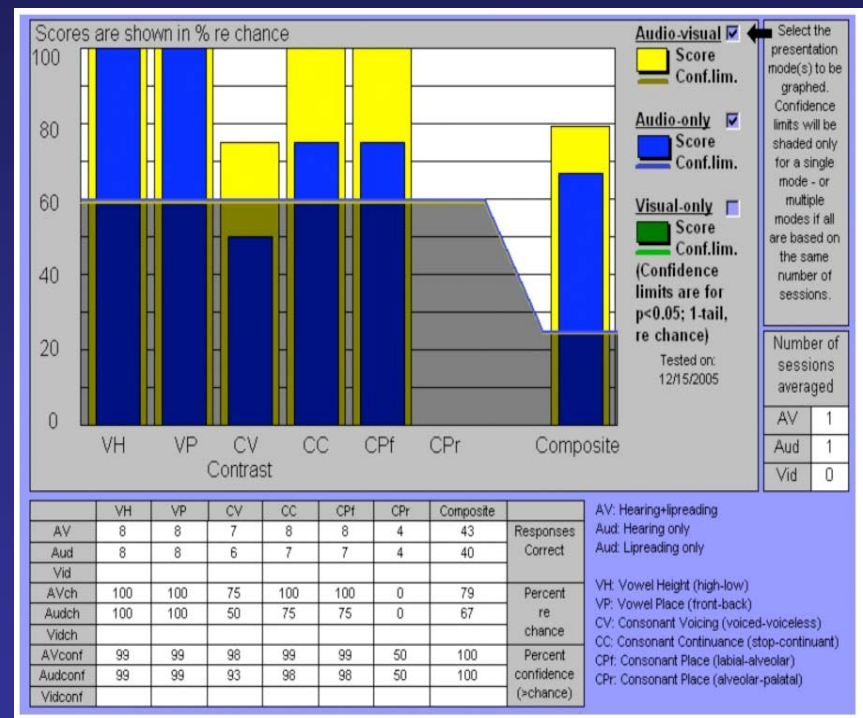 Scores are shown in % re chance
100
80
60
40
20
0
VH VP CV CC CPf CPr Composite
Contrast
Audio-visual
Score
Conf.lim.
Audio-only
Score
Conf.lim.
Visual-only
Score
Conf.lim.
(Confidence
limits are for
p<0.05; 1-tail,
re chance)
Tested on:
12/15/2005
Select the
presentation
mode(s) to be
graphed.
Confidence
limits will be
shaded only
for a single
mode - or
multiple
modes if all
are based on
the same
number of
sessions.
Number of
sessions
averaged
AV 1
Aud 1
Vid 0
VH VP CV CC CPf CPr Composite
AV 8 8 7 8 8 4 43 Responses
Aud 8 8 6 7 7 4 40 Correct
Vid
AVch 100 100 75 100 100 0 79 Percent
Audch 100 100 50 75 75 0 67 re
Vidch chance
AVconf 99 99 98 99 99 50 100 Percent
Audconf 99 99 93 98 98 50 100 confidence
Vidconf (>chance)
AV: Hearing+lipreading
Aud: Hearing only
Aud: Lipreading only
VH: Vowel Height (high-low)
VP: Vowel Place (front-back)
CV: Consonant Voicing (voiced-voiceless)
CC: Consonant Continuance (stop-continuant)
CPf: Consonant Place (labial-alveolar)
CPr: Consonant Place (alveolar-palatal)